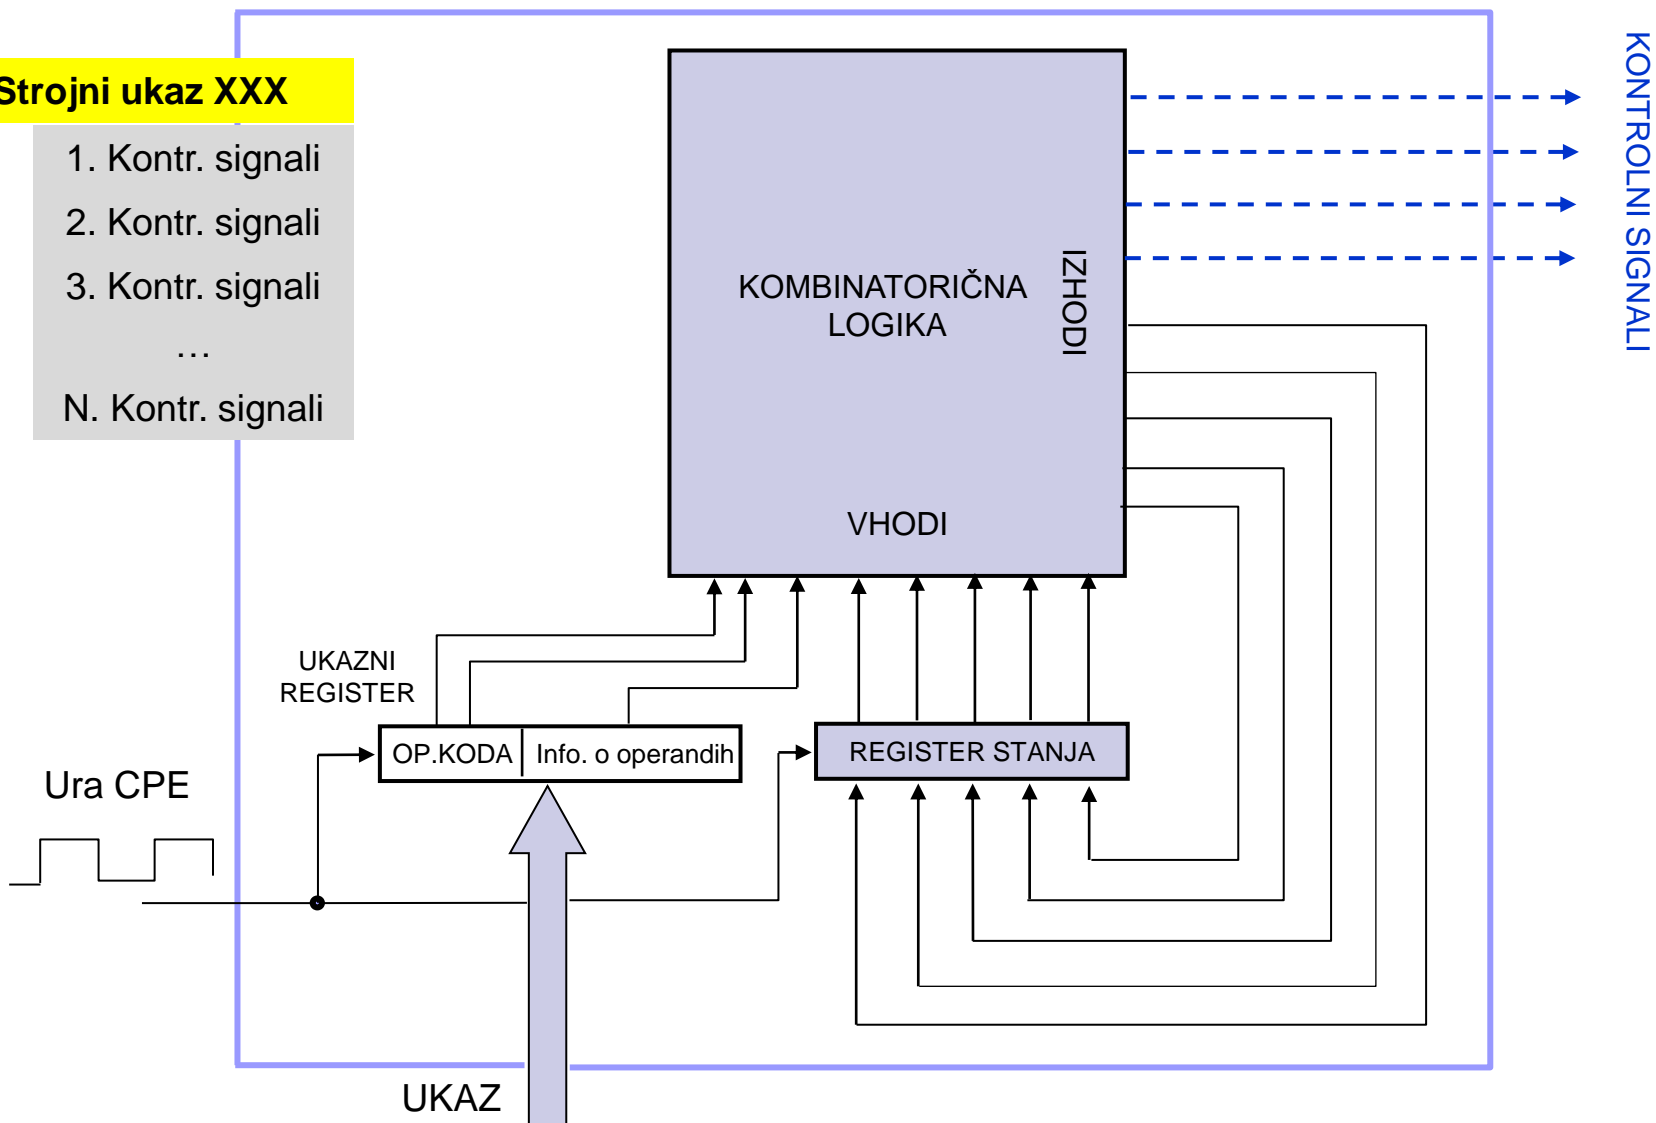 Strojni ukaz XXX
1. Kontr. signali
2. Kontr. signali
3. Kontr. signali
…
N. Kontr. signali
KOMBINATORIČNA
LOGIKA
IZHODI
VHODI
KONTROLNI SIGNALI
UKAZNI
REGISTER
OP.KODA Info. o operandih
REGISTER STANJA
Ura CPE
UKAZ